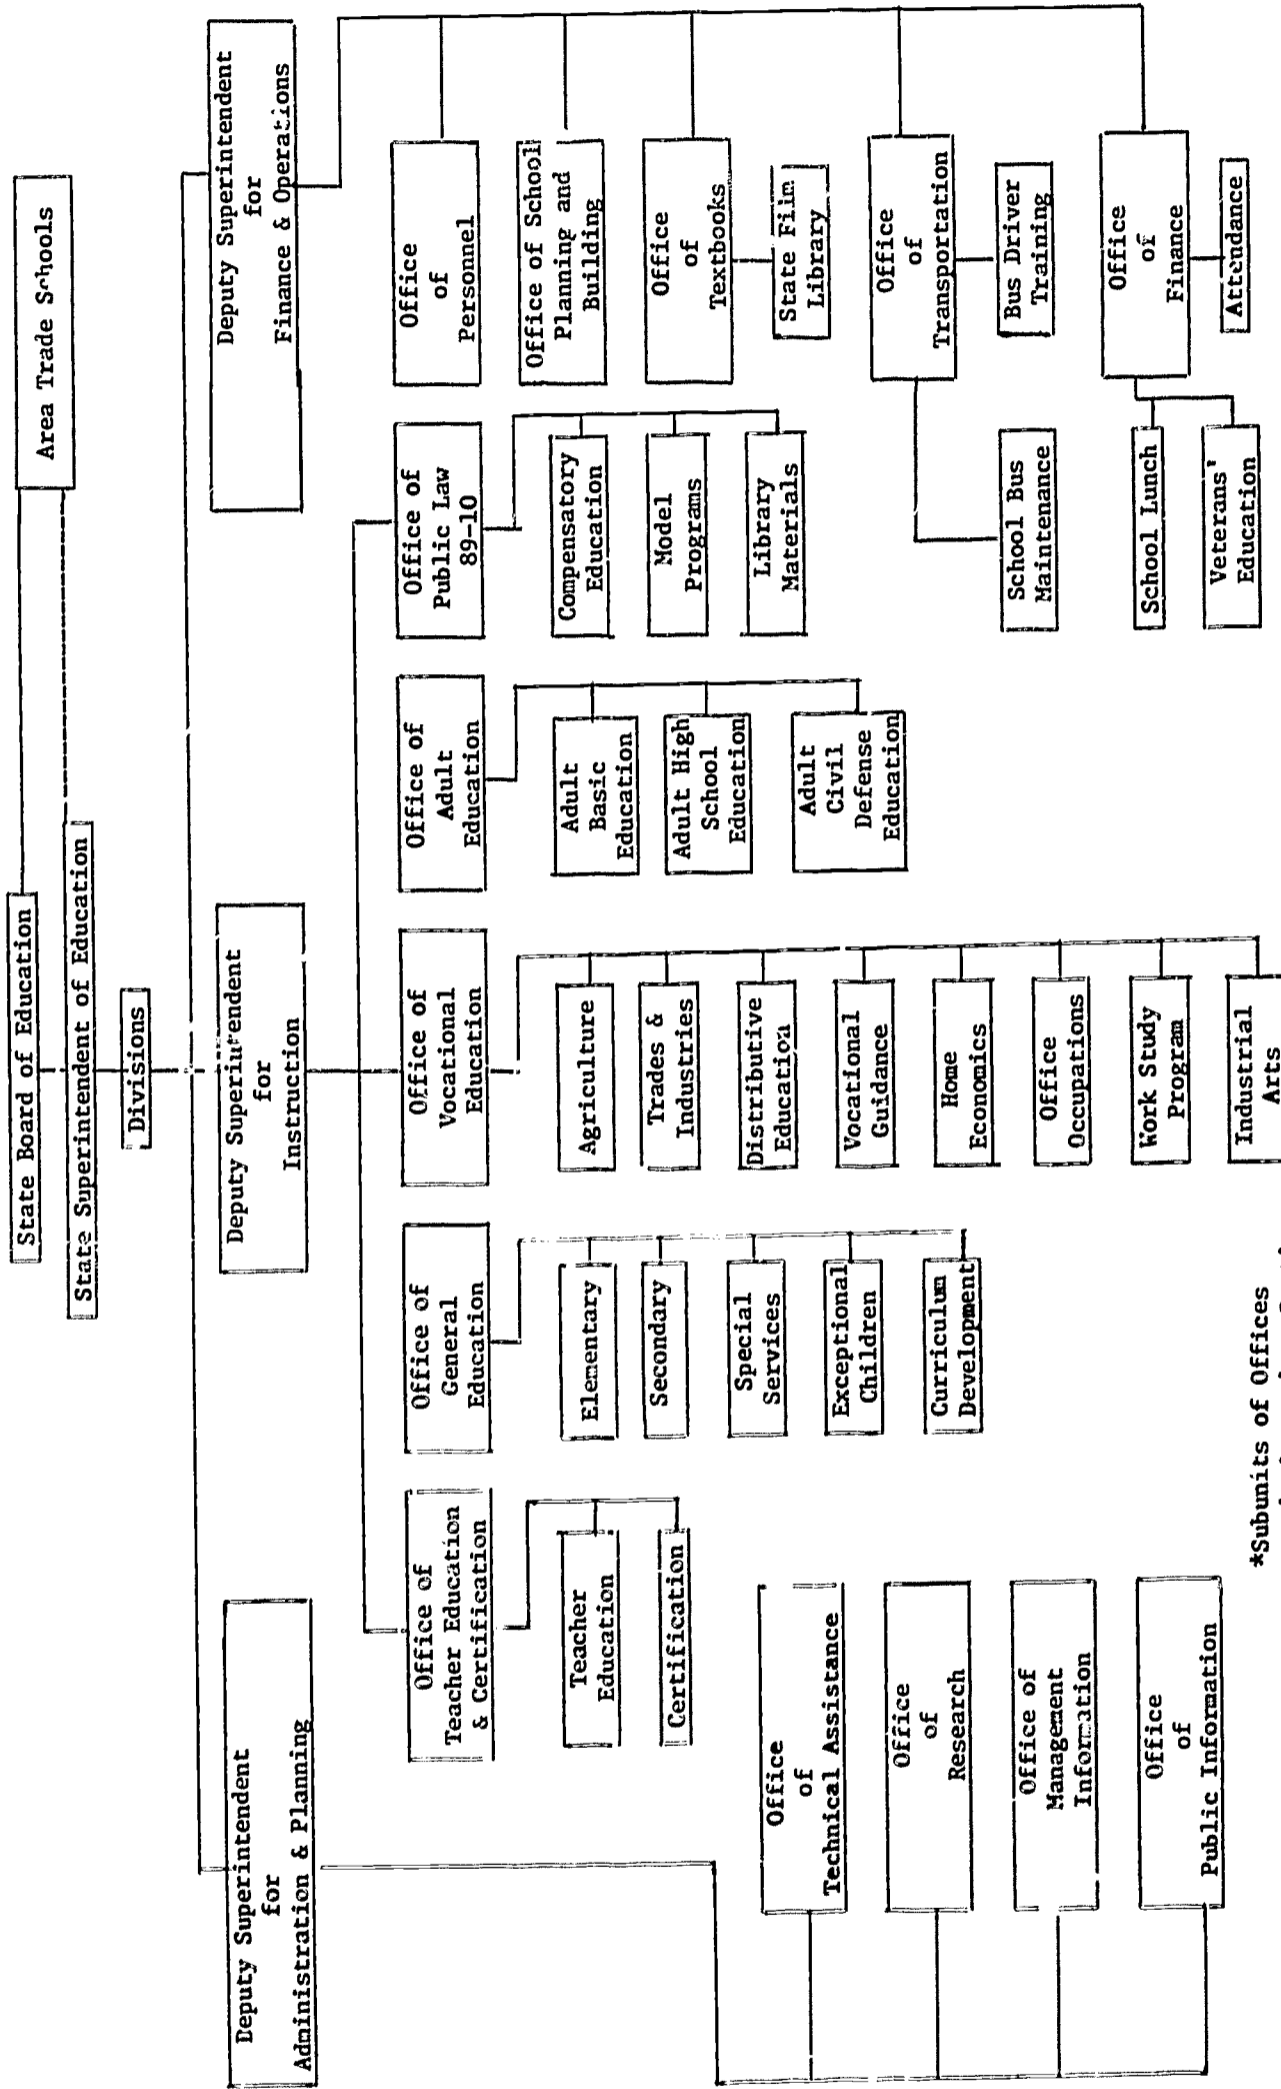 State Board of Education
Area Trade Schools
State Superintendent of Education
Divisions
Deputy Superintendent
for
Administration & Planning
Deputy Superintendent
for
Instruction
Deputy Superintendent
for
Finance & Operations
Office
of
Technical Assistance
Office
of
Research
Office of
Management
Information
Office
of
Public Information
Office of
Teacher Education
& Certification
Teacher
Education
Certification
Office of
General
Education
Elementary
Secondary
Special
Services
Exceptional
Children
Curriculum
Development
Office of
Vocational
Education
Agriculture
Trades &
Industries
Distributive
Education
Vocational
Guidance
Home
Economics
Office
Occupations
Work Study
Program
Industrial
Arts
Office of
Adult
Education
Adult
Basic
Education
Adult High
School
Education
Adult
Civil
Defense
Education
Office of
Public Law
89-10
Compensatory
Education
Model
Programs
Library
Materials
Office
of
Personnel
Office of School
Planning and
Building
Office
of
Textbooks
State Film
Library
Office
of
Transportation
Bus Driver
Training
School Bus
Maintenance
Office
of
Finance
Attendance
School Lunch
Veterans'
Education
*Subunits of Offices